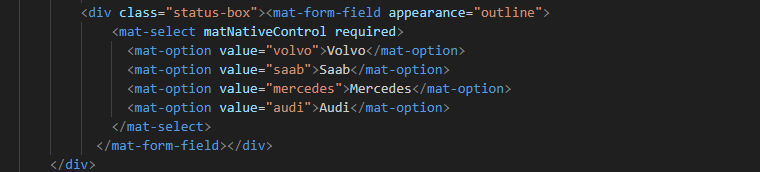 <div class="status-box"><mat-form-field appearance="outline">
<mat-select matNativeControl required>
<mat-option value="volvo">Volvo</mat-option>
<mat-option value="saab">Saab</mat-option>
<mat-option value="mercedes">Mercedes</mat-option>
<mat-option value="audi">Audi</mat-option>
</mat-select>
</mat-form-field></div>
</div>